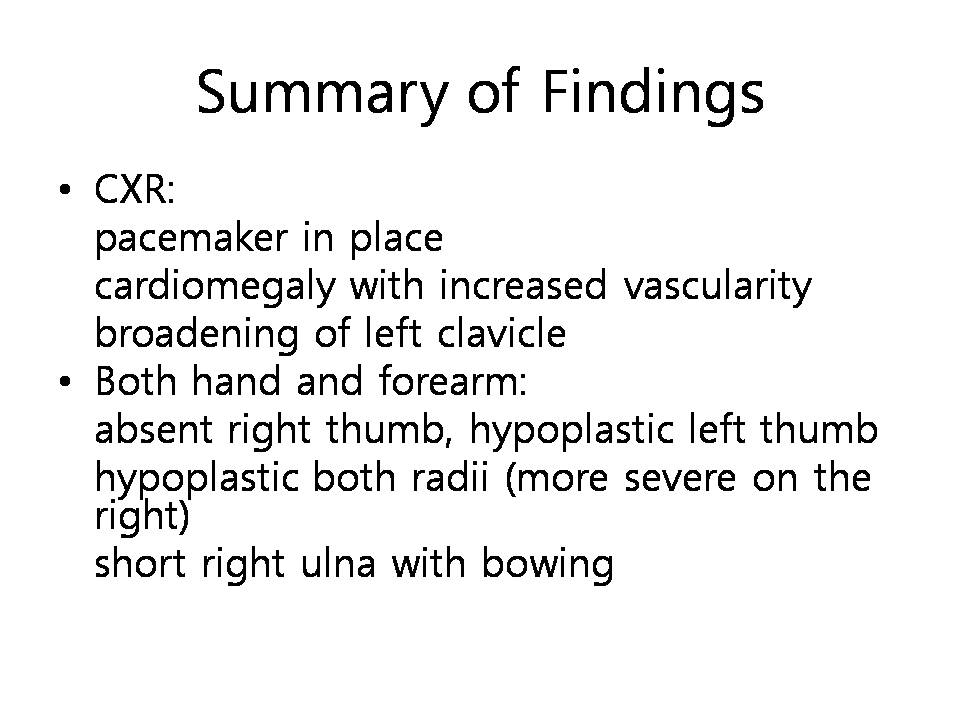 Summary of Findings
• CXR:
pacemaker in place
cardiomegaly with increased vascularity
broadening of left clavicle
• Both hand and forearm:
absent right thumb, hypoplastic left thumb
hypoplastic both radii (more severe on the
right)
short right ulna with bowing